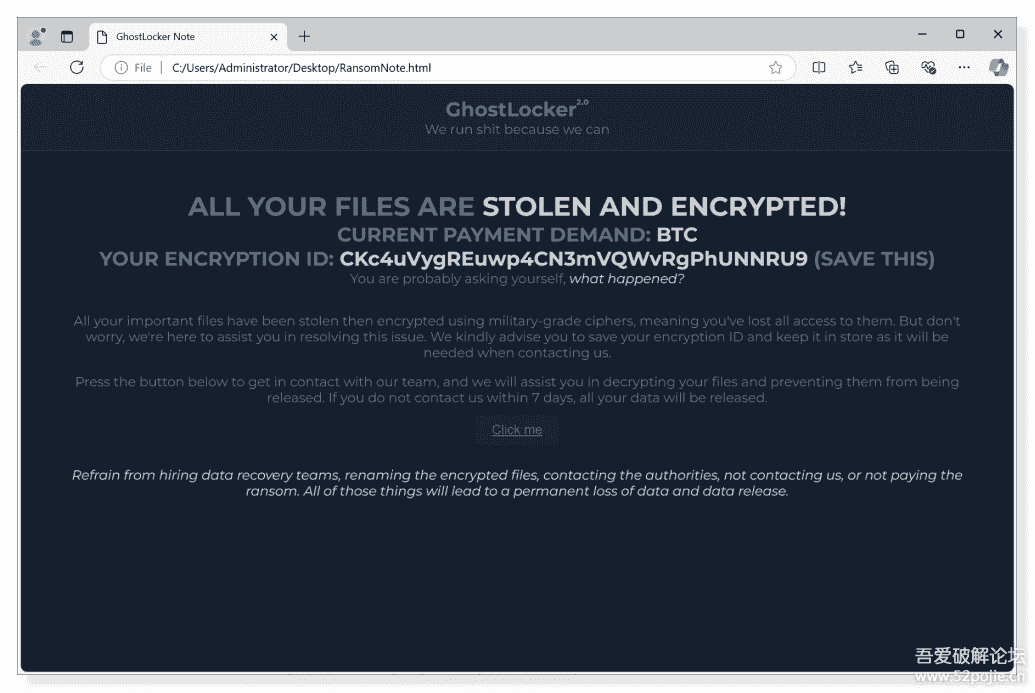 GhostLocker Note
File
C:/Users/Administrator/Desktop/RansomNote.html
GhostLocker2.0
We run shit because we can
ALL YOUR FILES ARE STOLEN AND ENCRYPTED!
CURRENT PAYMENT DEMAND: BTC
YOUR ENCRYPTION ID: CKc4uVygREuwp4CN3mVQWvRgPhUNNRU9 (SAVE THIS)
You are probably asking yourself, what happened?
All your important files have been stolen then encrypted using military-grade ciphers, meaning you've lost all access to them. But don't
worry, we're here to assist you in resolving this issue. We kindly advise you to save your encryption ID and keep it in store as it will be
needed when contacting us.
Press the button below to get in contact with our team, and we will assist you in decrypting your files and preventing them from being
released. If you do not contact us within 7 days, all your data will be released.
Click me
Refrain from hiring data recovery teams, renaming the encrypted files, contacting the authorities, not contacting us, or not paying the
ransom. All of those things will lead to a permanent loss of data and data release.
吾爱破解论坛
www.52pojie.cn